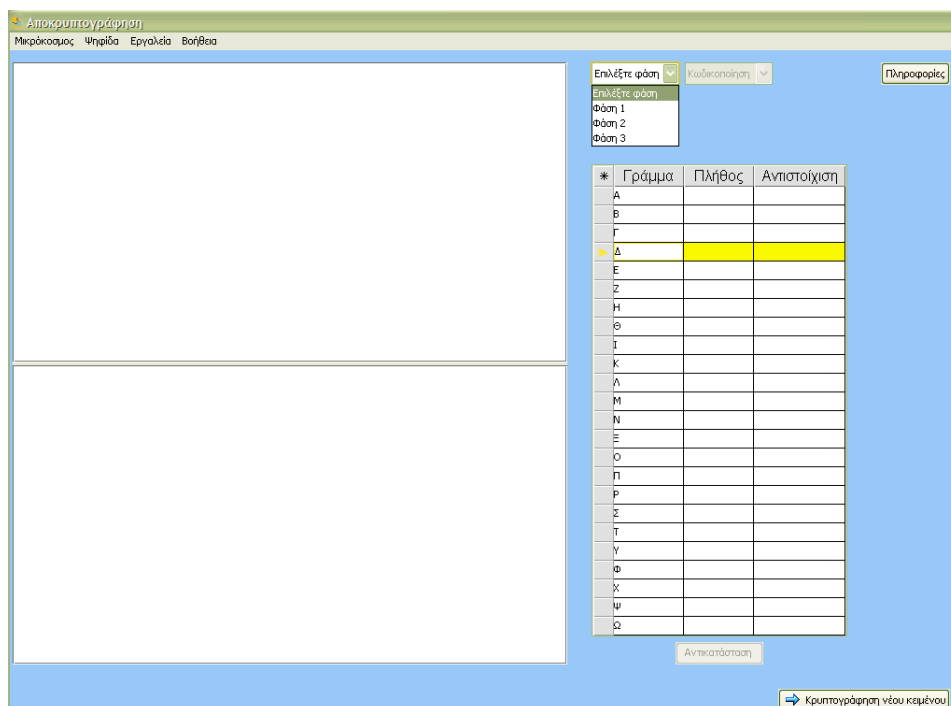 Αποκρυπτογράφηση
Μικρόκοσμος Ψηφίδα Εργαλεία Βοήθεια
Επιλέξτε φάση Κωδικοποίηση Πληροφορίες
Επιλέξτε φάση
Φάση 1
Φάση 2
Φάση 3
* Γράμμα Πλήθος Αντιστοίχιση
Α
Β
Γ
Δ
Ε
Ζ
Η
Θ
Ι
Κ
Λ
Μ
Ν
Ξ
Ο
Π
Ρ
Σ
Τ
Υ
Φ
Χ
Ψ
Ω
Αντικατάσταση
Κρυπτογράφηση νέου κειμένου